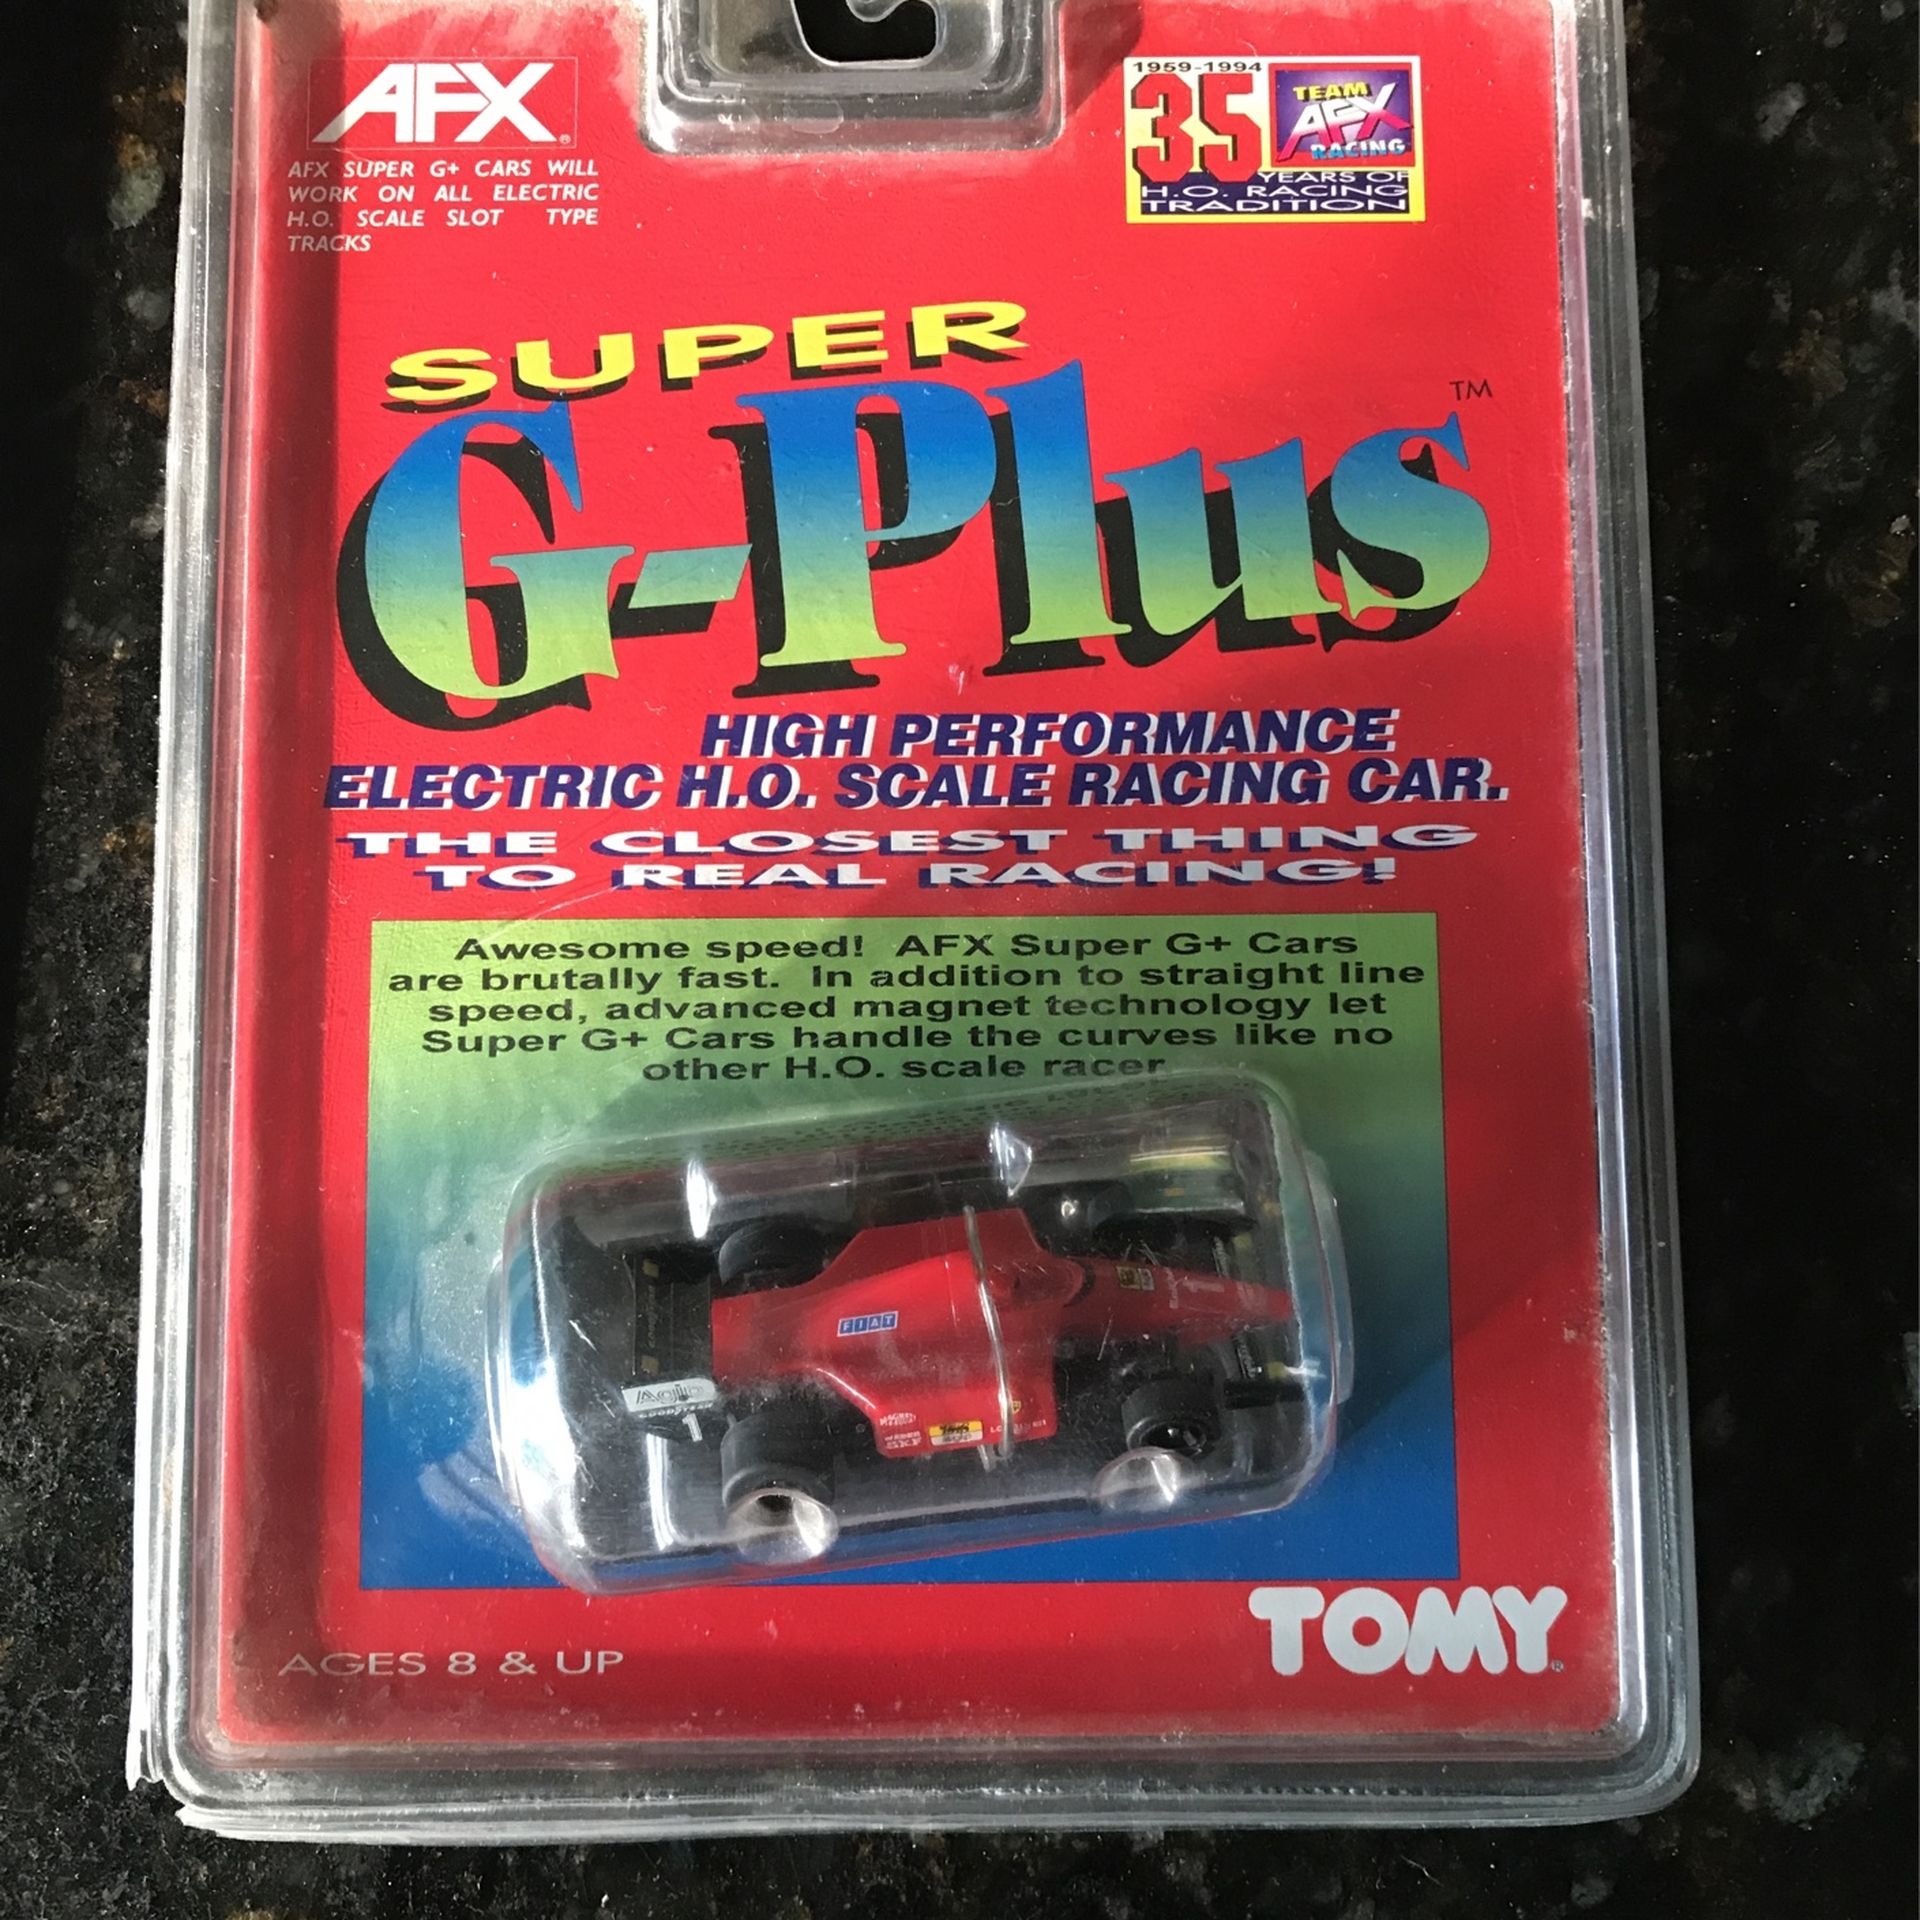 AFX®
AFX SUPER G+ CARS WILL
WORK ON ALL ELECTRIC
H.O. SCALE SLOT TYPE
TRACKS
1959-1994
35
TEAM
AFX
RACING
YEARS OF
H.O. RACING
TRADITION
SUPER
G-Plus™
HIGH PERFORMANCE
ELECTRIC H.O. SCALE RACING CAR.
THE CLOSEST THING
TO REAL RACING!
Awesome speed! AFX Super G+ Cars
are brutally fast. In addition to straight line
speed, advanced magnet technology let
Super G+ Cars handle the curves like no
other H.O. scale racer
FIAT
Agip
GOODYEAR
1
SKF
AGES 8 & UP
TOMY®